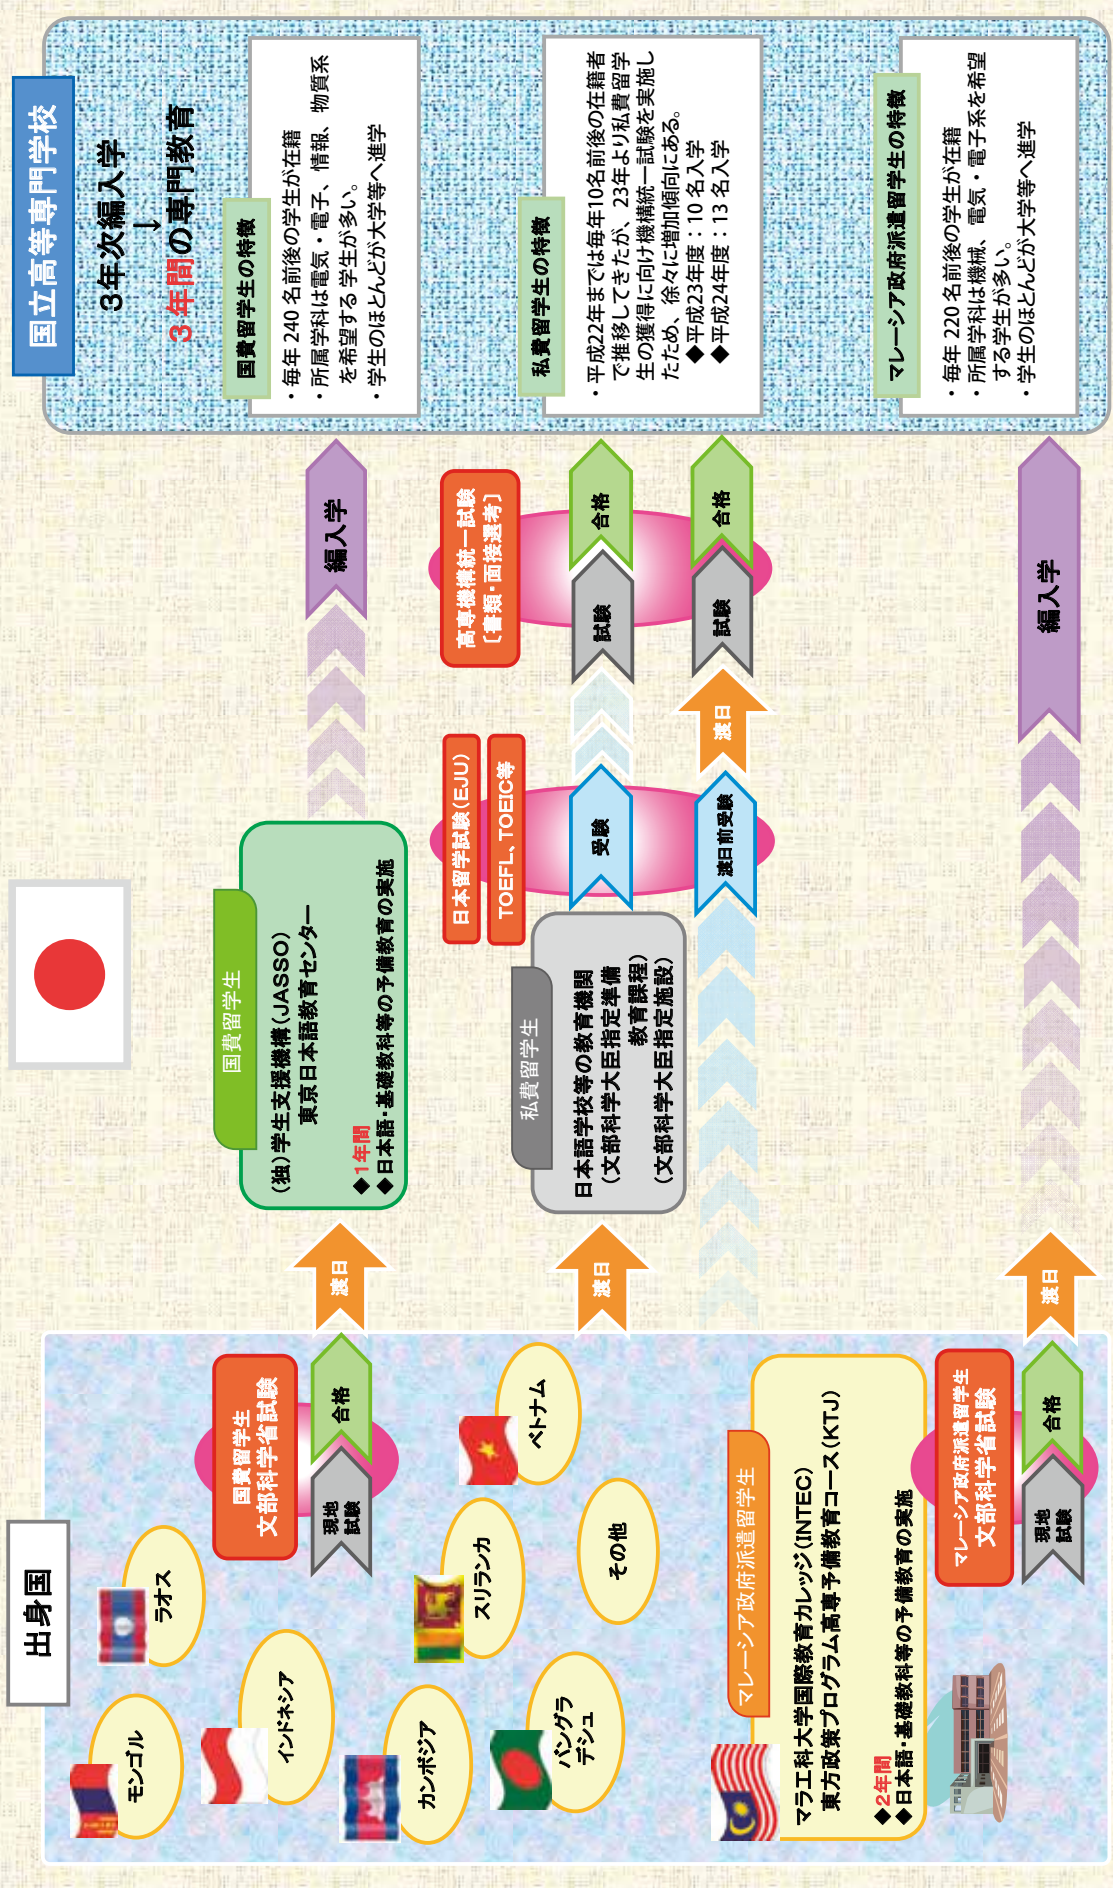 出身国
モンゴル
ラオス
インドネシア
カンボジア
スリランカ
ベトナム
バングラ
デシュ
その他
国費留学生
文部科学省試験
現地
試験
合格
渡日
国費留学生
(独)学生支援機構(JASSO)
東京日本語教育センター
◆1年間
◆日本語・基礎教科等の予備教育の実施
編入学
渡日
私費留学生
日本語学校等の教育機関
(文部科学大臣指定準備
教育課程)
(文部科学大臣指定施設)
日本留学試験(EJU)
TOEFL、TOEIC等
受験
渡日前受験
渡日
高専機構統一試験
〔書類・面接選考〕
試験
合格
試験
合格
マレーシア政府派遣留学生
マラ工科大学国際教育カレッジ(INTEC)
東方政策プログラム高専予備教育コース(KTJ)
◆2年間
◆日本語・基礎教科等の予備教育の実施
マレーシア政府派遣留学生
文部科学省試験
現地
試験
合格
渡日
編入学
国立高等専門学校
3年次編入学
↓
3年間の専門教育
国費留学生の特徴
・毎年 240 名前後の学生が在籍
・所属学科は電気・電子、情報、物質系
を希望する 学生が多い。
・学生のほとんどが大学等へ進学
私費留学生の特徴
・平成22年までは毎年10名前後の在籍者
で推移してきたが、23年より私費留学
生の獲得に向け機構統一試験を実施し
たため、徐々に増加傾向にある。
◆平成23年度：10 名入学
◆平成24年度：13 名入学
マレーシア政府派遣留学生の特徴
・毎年 220 名前後の学生が在籍
・所属学科は機械、電気・電子系を希望
する学生が多い。
・学生のほとんどが大学等へ進学